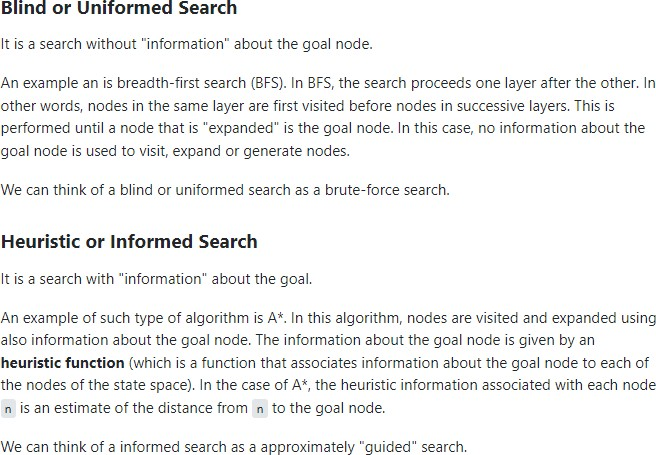 Blind or Uniformed Search
It is a search without "information" about the goal node.
An example an is breadth-first search (BFS). In BFS, the search proceeds one layer after the other. In
other words, nodes in the same layer are first visited before nodes in successive layers. This is
performed until a node that is "expanded" is the goal node. In this case, no information about the
goal node is used to visit, expand or generate nodes.
We can think of a blind or uniformed search as a brute-force search.
Heuristic or Informed Search
It is a search with "information" about the goal.
An example of such type of algorithm is A*. In this algorithm, nodes are visited and expanded using
also information about the goal node. The information about the goal node is given by an
heuristic function (which is a function that associates information about the goal node to each of
the nodes of the state space). In the case of A*, the heuristic information associated with each node
n is an estimate of the distance from n to the goal node.
We can think of a informed search as a approximately "guided" search.